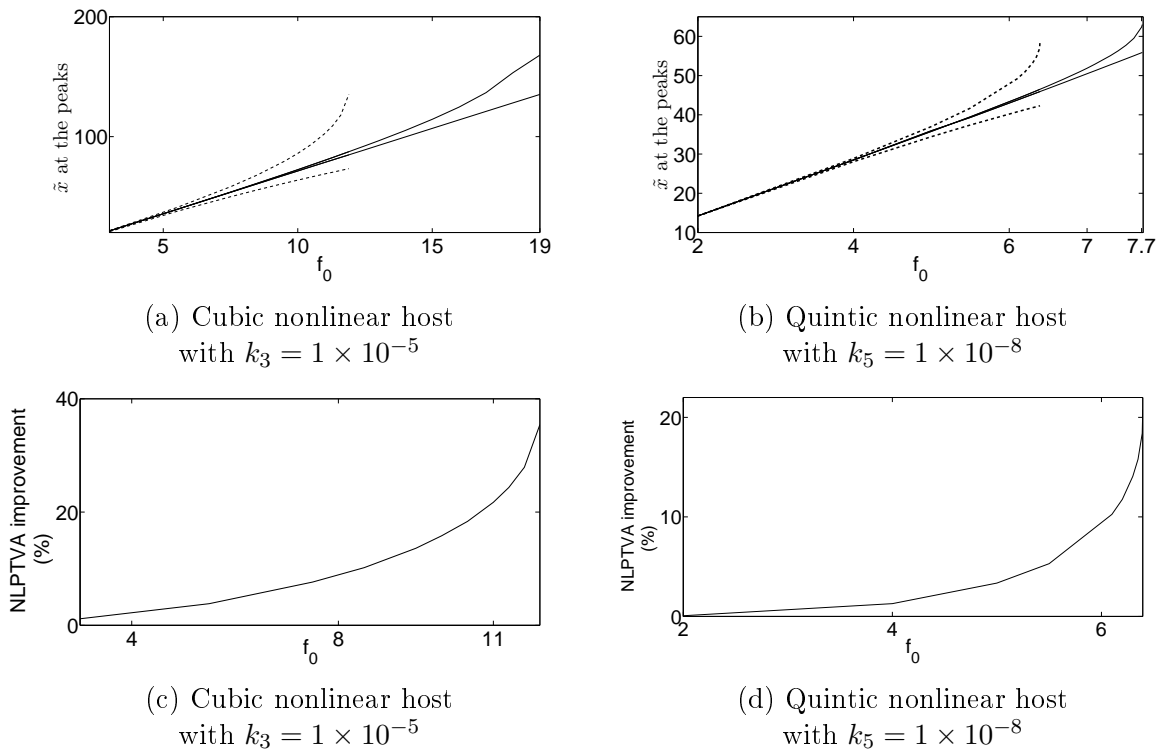 200
100
x̃ at the peaks
5 10 15 19
f₀
(a) Cubic nonlinear host
with k₃ = 1 × 10⁻⁵
60
50
40
30
20
10
x̃ at the peaks
2 4 6 7 7.7
f₀
(b) Quintic nonlinear host
with k₅ = 1 × 10⁻⁸
40
20
0
NLPTVA improvement
(%)
4 8 11
f₀
(c) Cubic nonlinear host
with k₃ = 1 × 10⁻⁵
20
10
0
NLPTVA improvement
(%)
2 4 6
f₀
(d) Quintic nonlinear host
with k₅ = 1 × 10⁻⁸